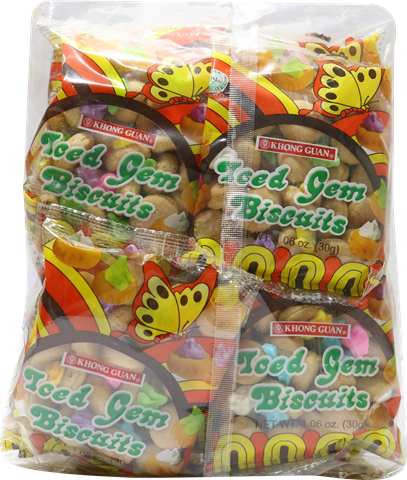 KHONG GUAN
Iced Gem
Biscuits
KHONG GUAN
Iced Gem
Biscuits
.06 oz. (30g)
KHONG GUAN
Iced Gem
Biscuits
KHONG GUAN
Iced Gem
Biscuits
NET WT. 1.06 oz. (30g)